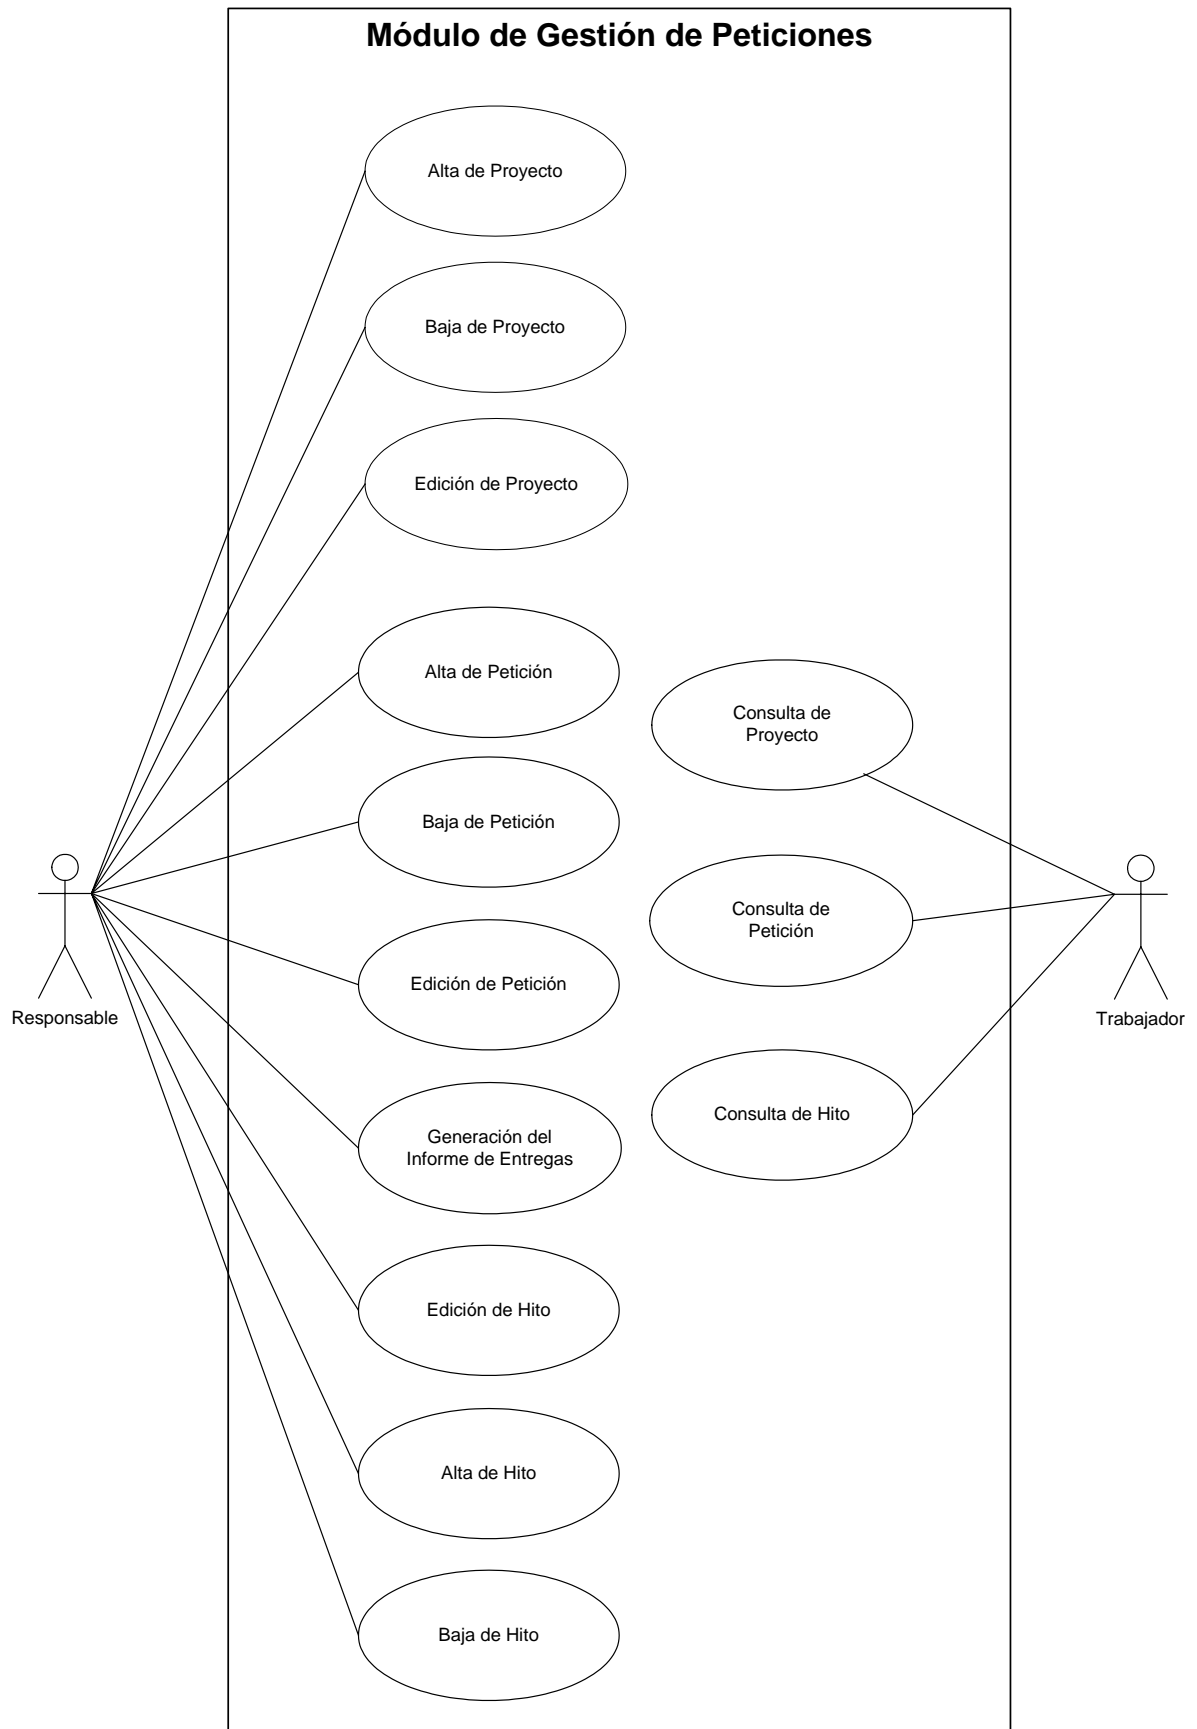 Módulo de Gestión de Peticiones
Alta de Proyecto
Baja de Proyecto
Edición de Proyecto
Alta de Petición
Consulta de
Proyecto
Baja de Petición
Consulta de
Petición
Edición de Petición
Responsable
Trabajador
Consulta de Hito
Generación del
Informe de Entregas
Edición de Hito
Alta de Hito
Baja de Hito